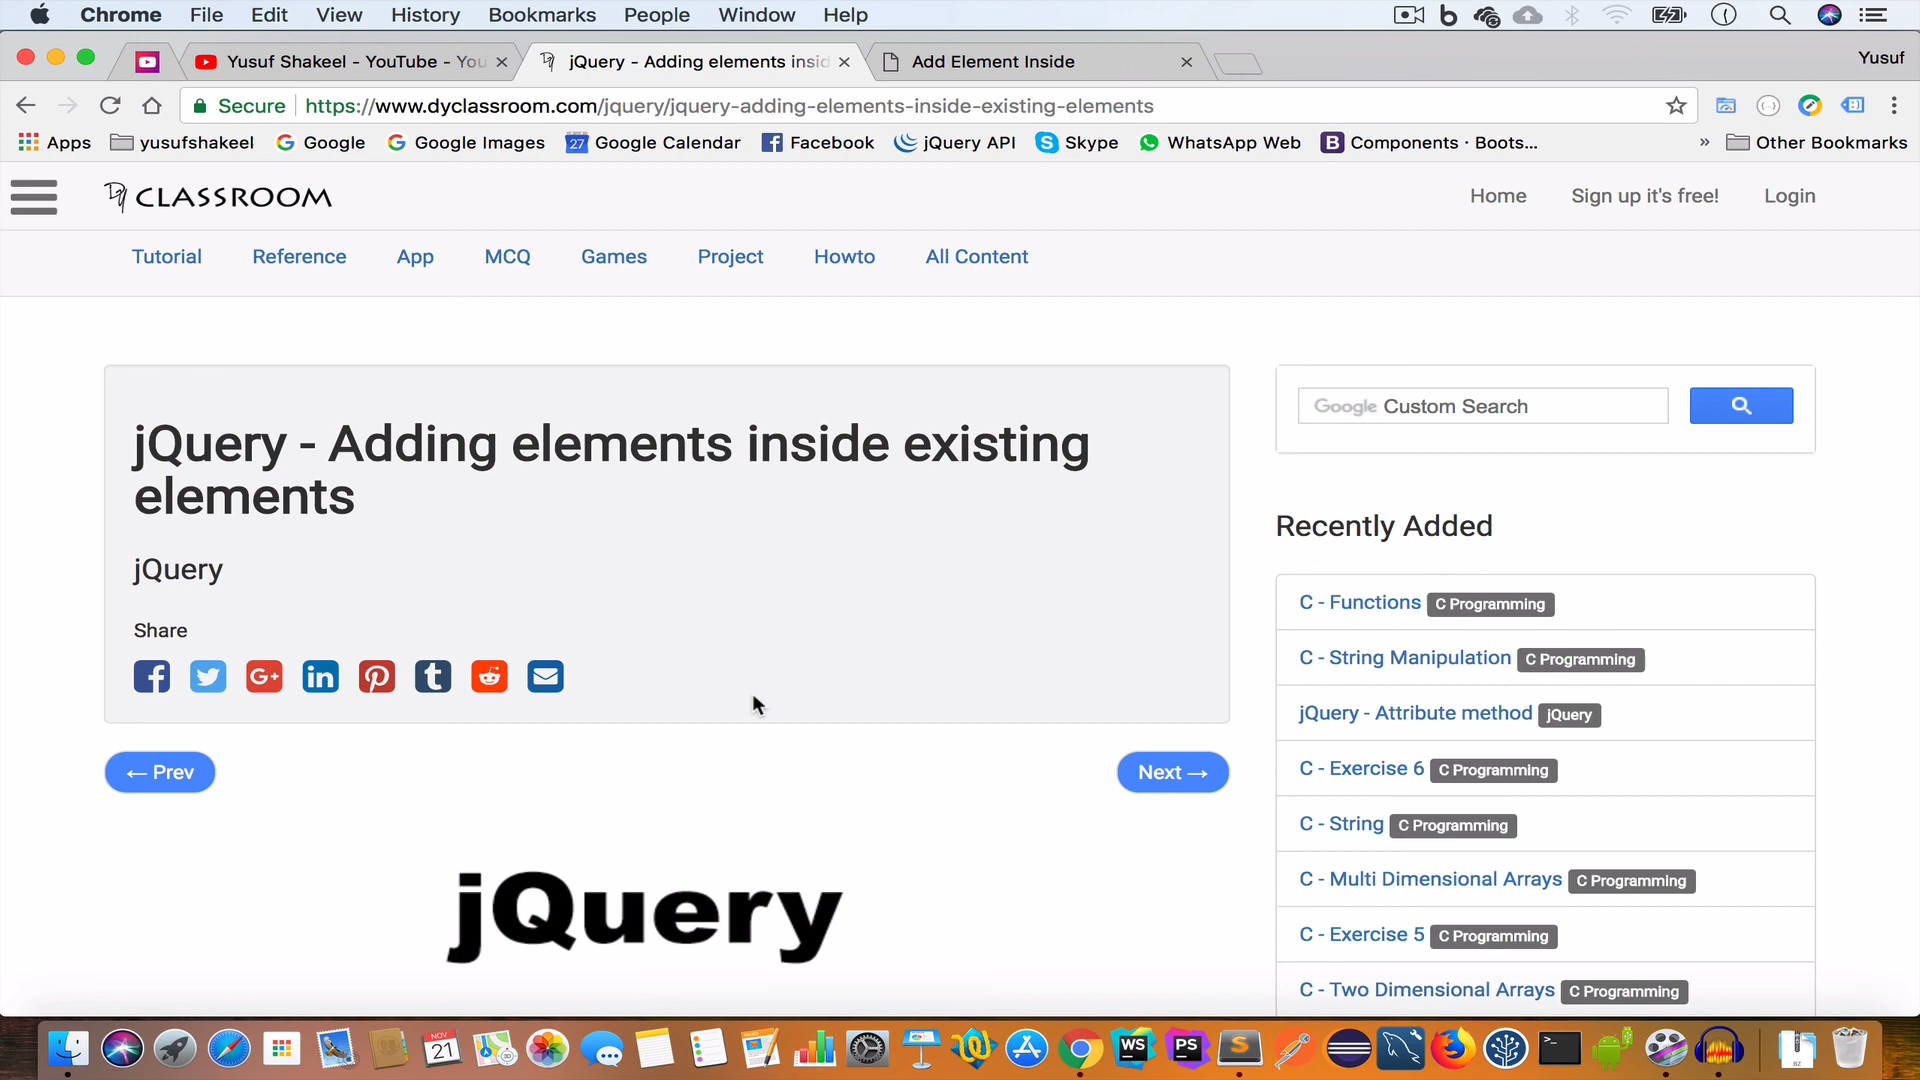 Chrome File Edit View History Bookmarks People Window Help
Yusuf Shakeel - YouTube - You
jQuery - Adding elements insid
Add Element Inside
Yusuf
Secure https://www.dyclassroom.com/jquery/jquery-adding-elements-inside-existing-elements
Apps yusufshakeel Google Google Images 27 Google Calendar Facebook jQuery API Skype WhatsApp Web B Components · Boots... » Other Bookmarks
CLASSROOM
Home Sign up it's free! Login
Tutorial Reference App MCQ Games Project Howto All Content
jQuery - Adding elements inside existing
elements
jQuery
Share
← Prev
Next →
jQuery
Google Custom Search
Recently Added
C - Functions C Programming
C - String Manipulation C Programming
jQuery - Attribute method jQuery
C - Exercise 6 C Programming
C - String C Programming
C - Multi Dimensional Arrays C Programming
C - Exercise 5 C Programming
C - Two Dimensional Arrays C Programming
NOV
21
WS
PS
S